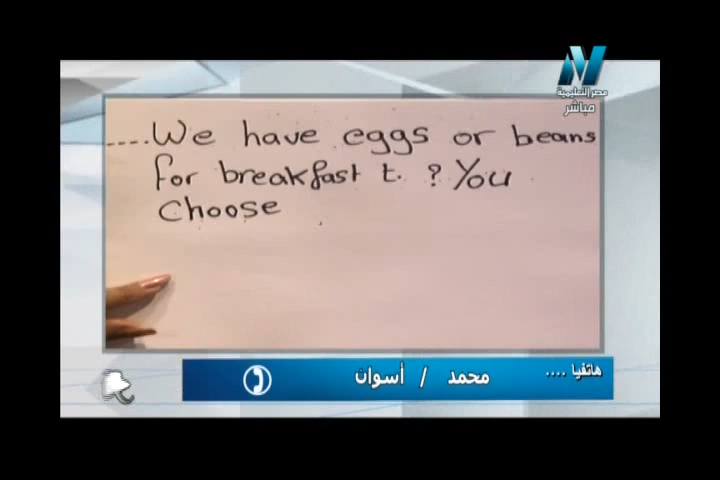 مصر التعليمية
مباشر
....We have eggs or beans
for breakfast t. ? You
Choose
هاتفيا ....
محمد / أسوان